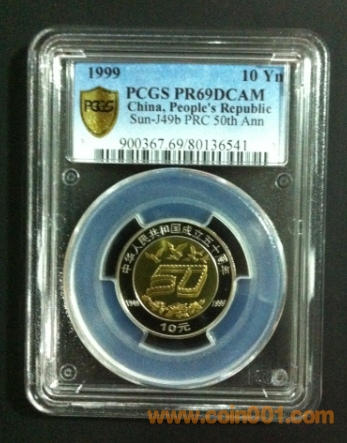 1999 10 Yn
PCGS PR69DCAM
China, People's Republic
Sun-J49b PRC 50th Ann
900367.69/80136541
PCGS
中华人民共和国成立五十周年
50
1949 1999
10元
www.coin001.com